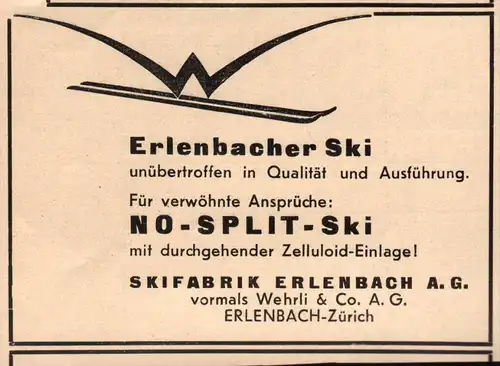 Erlenbacher Ski
unübertroffen in Qualität und Ausführung.
Für verwöhnte Ansprüche:
NO-SPLIT-Ski
mit durchgehender Zelluloid-Einlage!
SKIFABRIK ERLENBACH A.G.
vormals Wehrli & Co. A. G.
ERLENBACH-Zürich